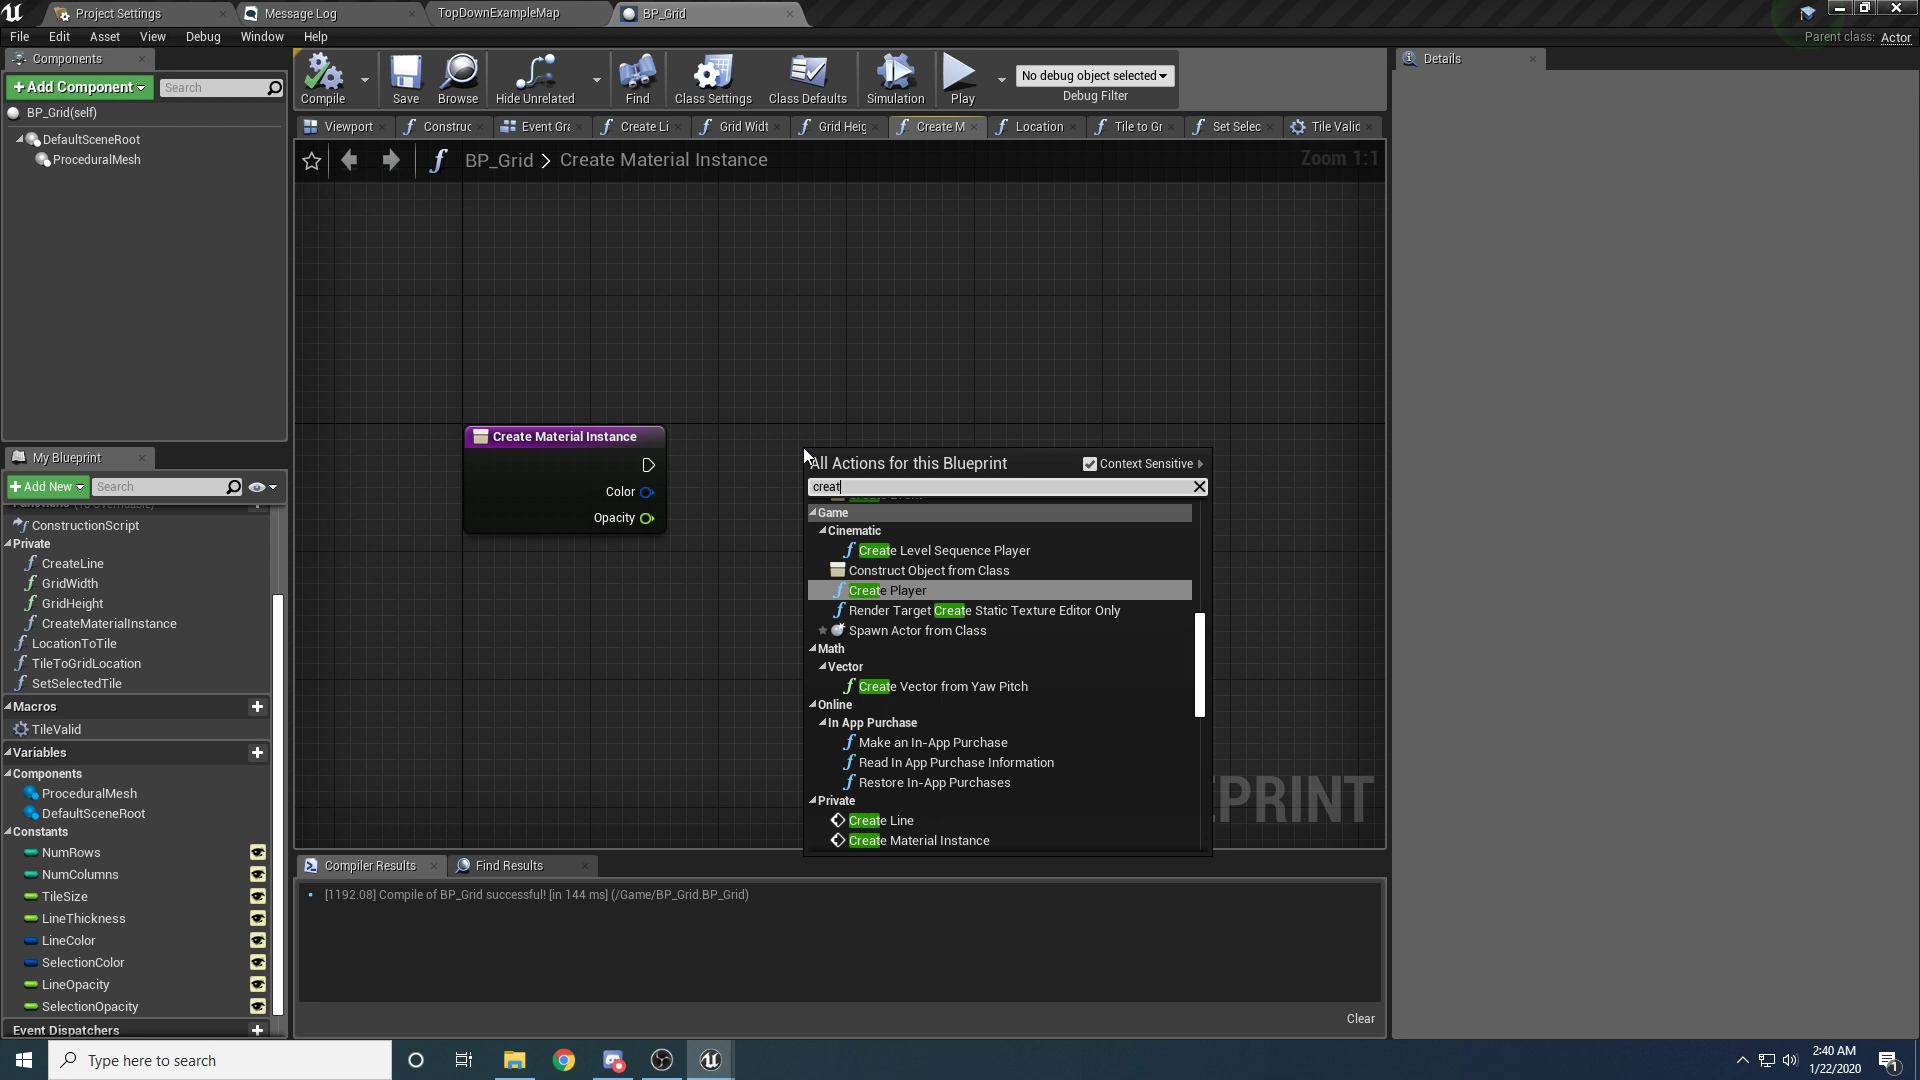 Project Settings
Message Log
TopDownExampleMap
BP_Grid
File Edit Asset View Debug Window Help
Parent class: Actor
Components
+Add Component
Search
BP_Grid(self)
DefaultSceneRoot
ProceduralMesh
Compile
Save
Browse
Hide Unrelated
Find
Class Settings
Class Defaults
Simulation
Play
No debug object selected
Debug Filter
Details
Viewport
Construc
Event Gra
Create Li
Grid Widt
Grid Heig
Create M
Location
Tile to Gr
Set Selec
Tile Valid
BP_Grid > Create Material Instance
Zoom 1:1
Create Material Instance
Color
Opacity
All Actions for this Blueprint
Context Sensitive
creat
Game
Cinematic
Create Level Sequence Player
Construct Object from Class
Create Player
Render Target Create Static Texture Editor Only
Spawn Actor from Class
Math
Vector
Create Vector from Yaw Pitch
Online
In App Purchase
Make an In-App Purchase
Read In App Purchase Information
Restore In-App Purchases
Private
Create Line
Create Material Instance
EPRINT
My Blueprint
+Add New
Search
ConstructionScript
Private
CreateLine
GridWidth
GridHeight
CreateMaterialInstance
LocationToTile
TileToGridLocation
SetSelectedTile
Macros
TileValid
Variables
Components
ProceduralMesh
DefaultSceneRoot
Constants
NumRows
NumColumns
TileSize
LineThickness
LineColor
SelectionColor
LineOpacity
SelectionOpacity
Event Dispatchers
Compiler Results
Find Results
[1192.08] Compile of BP_Grid successful! [in 144 ms] (/Game/BP_Grid.BP_Grid)
Clear
Type here to search
2:40 AM
1/22/2020
1